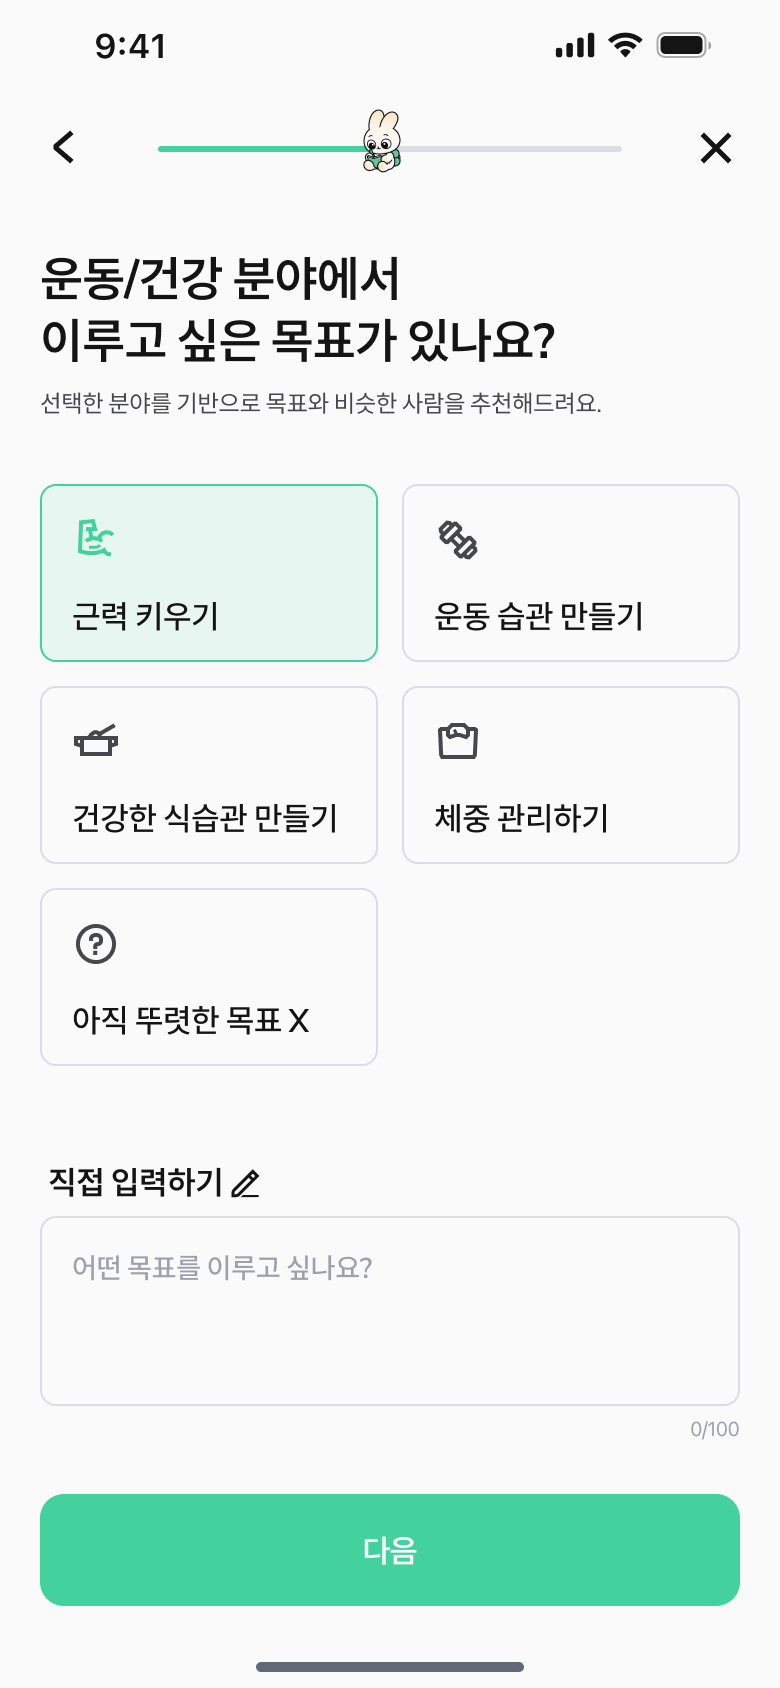 9:41
운동/건강 분야에서
이루고 싶은 목표가 있나요?
선택한 분야를 기반으로 목표와 비슷한 사람을 추천해드려요.
근력 키우기
운동 습관 만들기
건강한 식습관 만들기
체중 관리하기
아직 뚜렷한 목표 X
직접 입력하기
어떤 목표를 이루고 싶나요?
0/100
다음